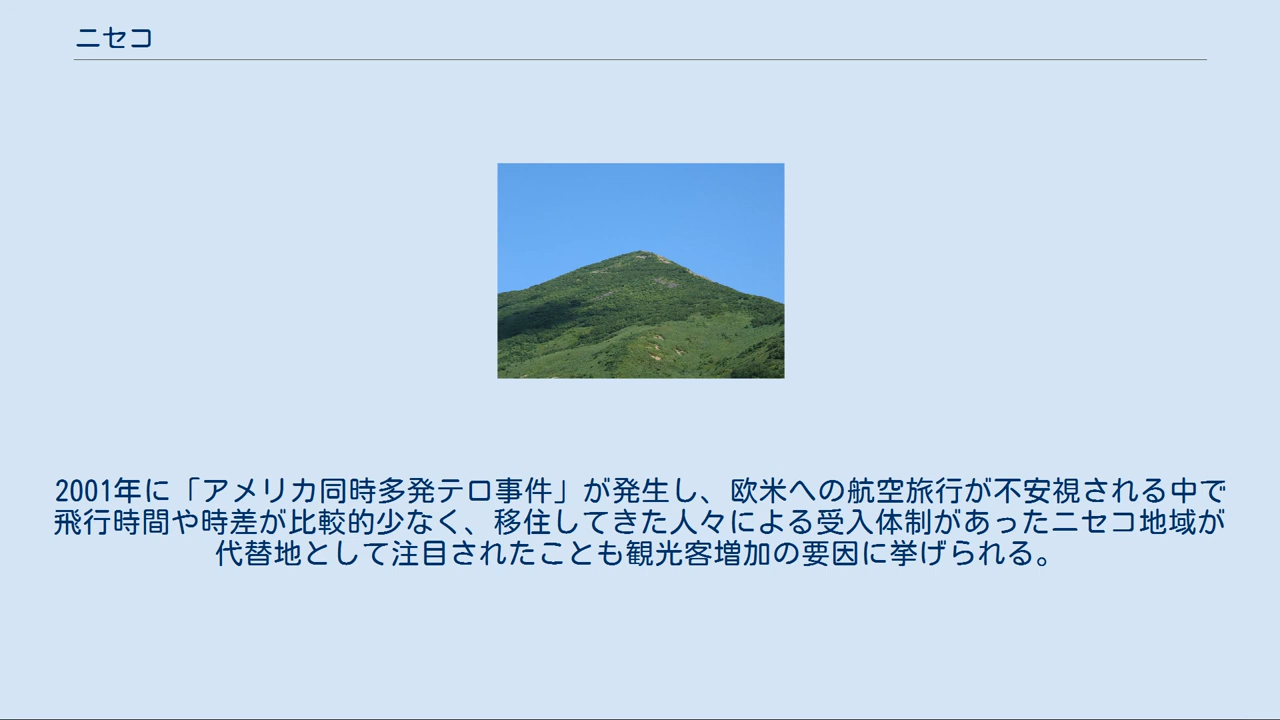 ニセコ
2001年に「アメリカ同時多発テロ事件」が発生し、欧米への航空旅行が不安視される中で
飛行時間や時差が比較的少なく、移住してきた人々による受入体制があったニセコ地域が
代替地として注目されたことも観光客増加の要因に挙げられる。